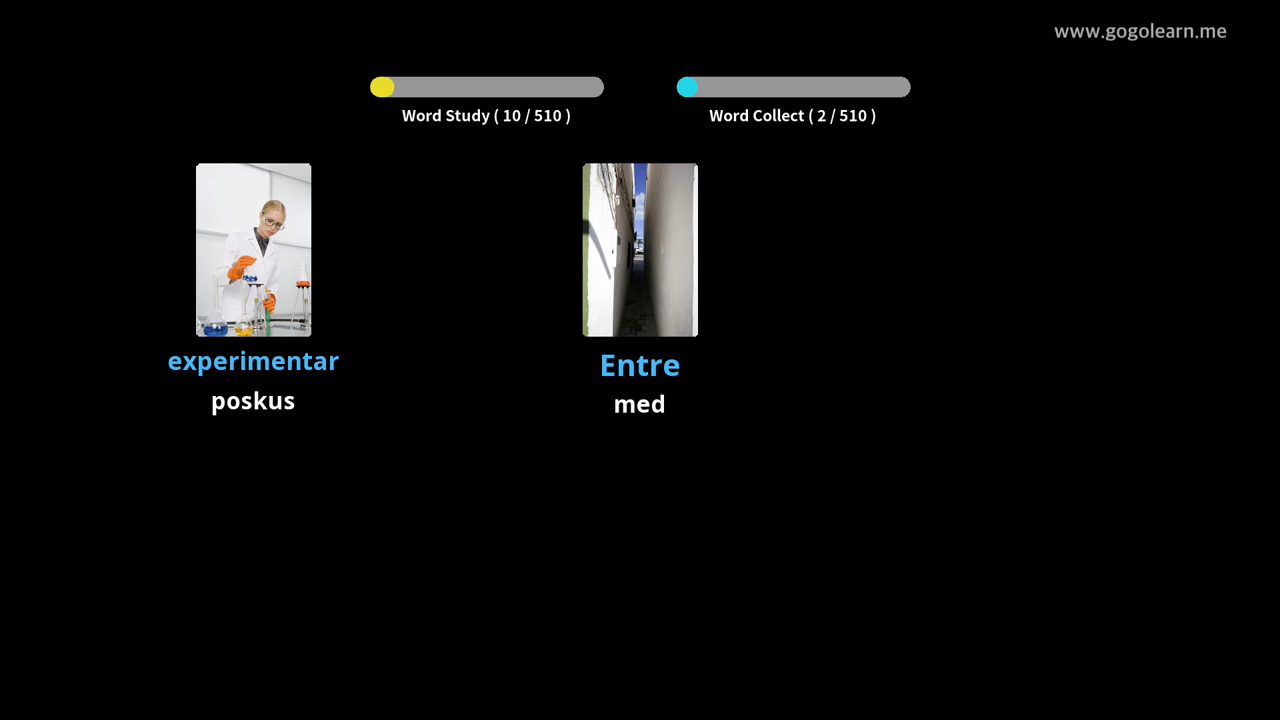 www.gogolearn.me
Word Study ( 10 / 510 )
Word Collect ( 2 / 510 )
experimentar
poskus
Entre
med